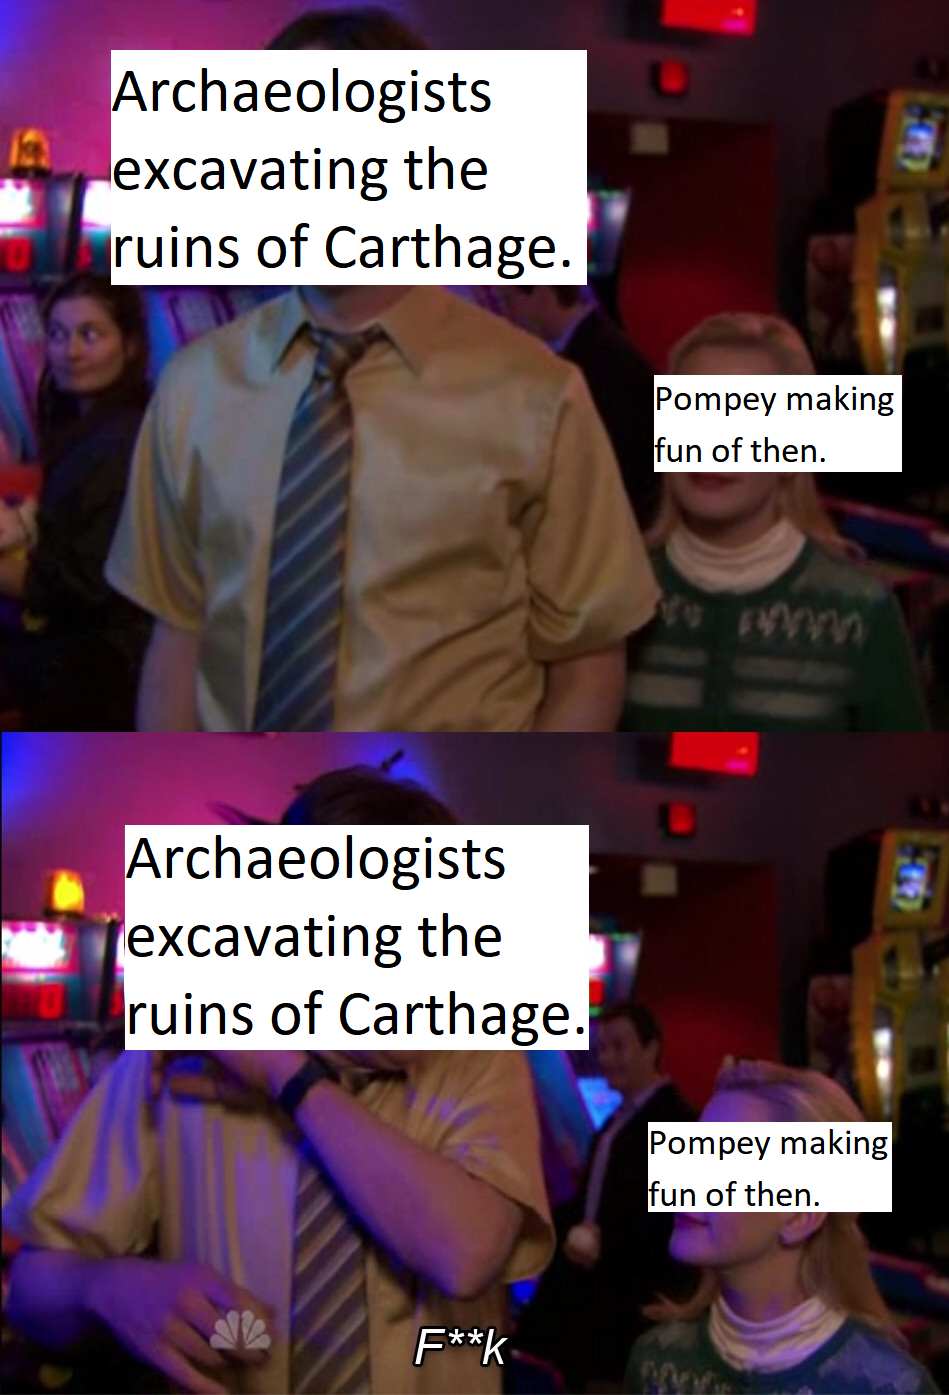 Archaeologists
excavating the
ruins of Carthage.
Pompey making
fun of then.
Archaeologists
excavating the
ruins of Carthage.
Pompey making
fun of then.
F**k